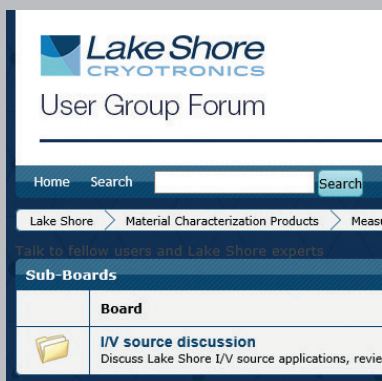 Lake Shore
CRYOTRONICS
User Group Forum
Home Search Search
Lake Shore Material Characterization Products
Talk to fellow users and Lake Shore experts
Sub-Boards
Board
I/V source discussion
Discuss Lake Shore I/V source applications,